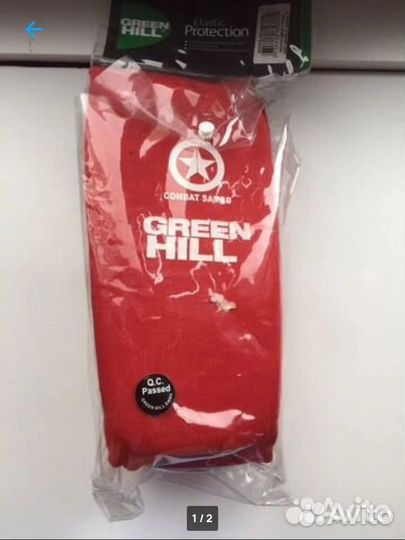 GREEN
HILL
Elastic
Protection
COMBAT SAMBO
GREEN
HILL
Q.C.
Passed
1 / 2
Avito